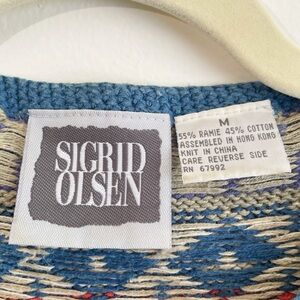 SIGRID
OLSEN
M
55% RAMIE 45% COTTON
ASSEMBLED IN HONG KONG
KNIT IN CHINA
CARE REVERSE SIDE
RN 67992